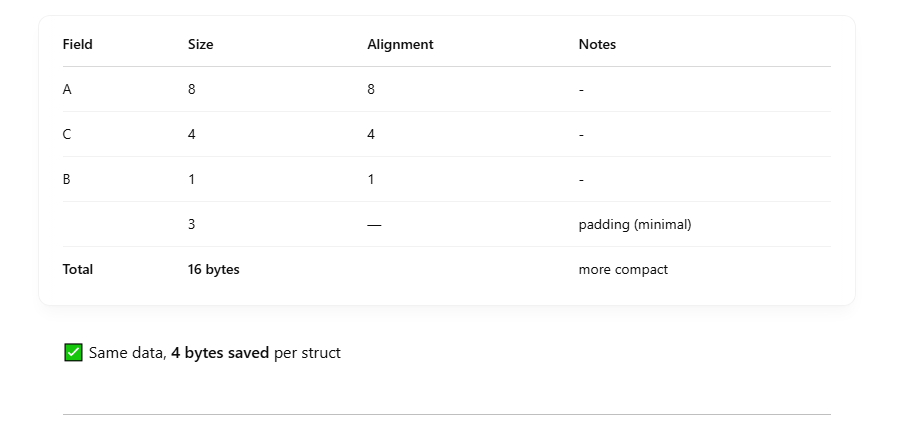 Field Size Alignment Notes
A 8 8 -
C 4 4 -
B 1 1 -
3 — padding (minimal)
Total 16 bytes more compact
✅ Same data, 4 bytes saved per struct